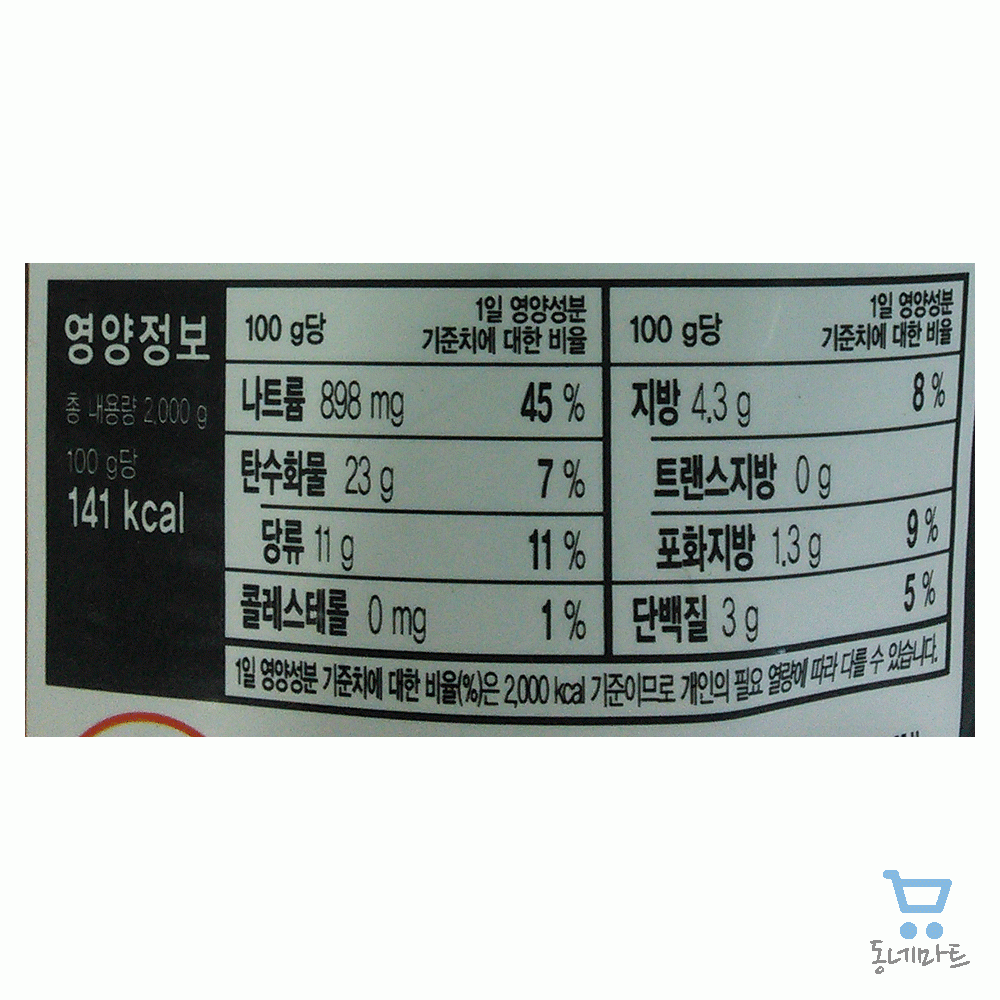 영양정보
총 내용량 2,000 g
100 g당
141 kcal
100 g당 1일 영양성분 기준치에 대한 비율
나트륨 898 mg 45 %
탄수화물 23 g 7 %
당류 11 g 11 %
콜레스테롤 0 mg 1 %
100 g당 1일 영양성분 기준치에 대한 비율
지방 4.3 g 8 %
트랜스지방 0 g
포화지방 1.3 g 9 %
단백질 3 g 5 %
1일 영양성분 기준치에 대한 비율(%)은 2,000 kcal 기준이므로 개인의 필요 열량에 따라 다를 수 있습니다.
동네마트